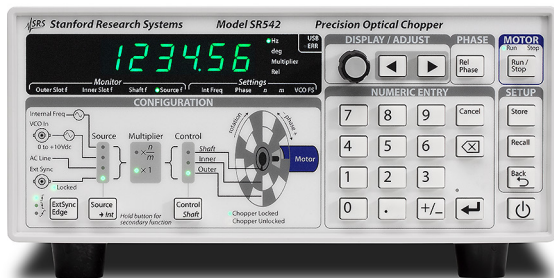 SRS Stanford Research Systems Model SR542 Precision Optical Chopper
1234.56
Hz
deg
Multiplier
Rel
USB
ERR
Monitor Settings
Outer Slot f Inner Slot f Shaft f Source f Int Freq Phase n m VCO FS
DISPLAY / ADJUST
PHASE
Rel
Phase
MOTOR
Run Stop
Run /
Stop
CONFIGURATION
Internal Freq
VCO In
0 to +10Vdc
AC Line
Ext Sync
Locked
Source
Multiplier
× n/m
× 1
Control
Shaft
Inner
Outer
rotation
phase +
Motor
Chopper Locked
Chopper Unlocked
ExtSync
Edge
Source
→ Int
Hold button for
secondary function
Control
Shaft
NUMERIC ENTRY
7 8 9 Cancel
4 5 6
1 2 3
0 . +/−
SETUP
Store
Recall
Back